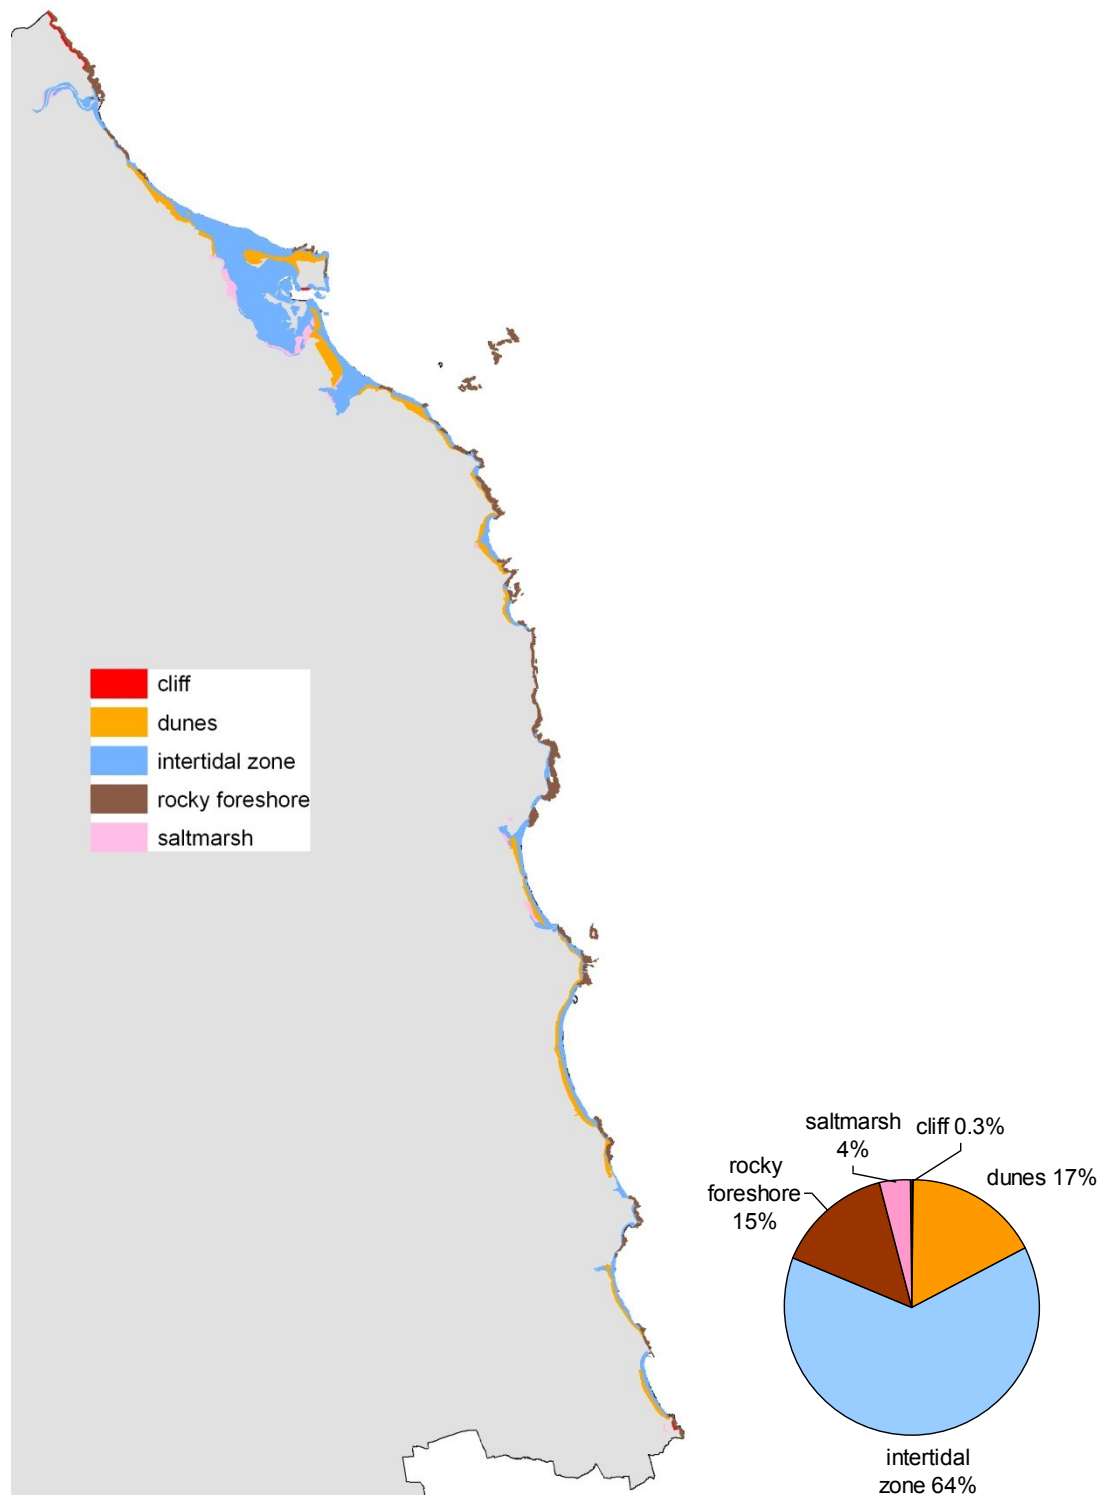 cliff
dunes
intertidal zone
rocky foreshore
saltmarsh
saltmarsh
4%
cliff 0.3%
dunes 17%
rocky
foreshore
15%
intertidal
zone 64%